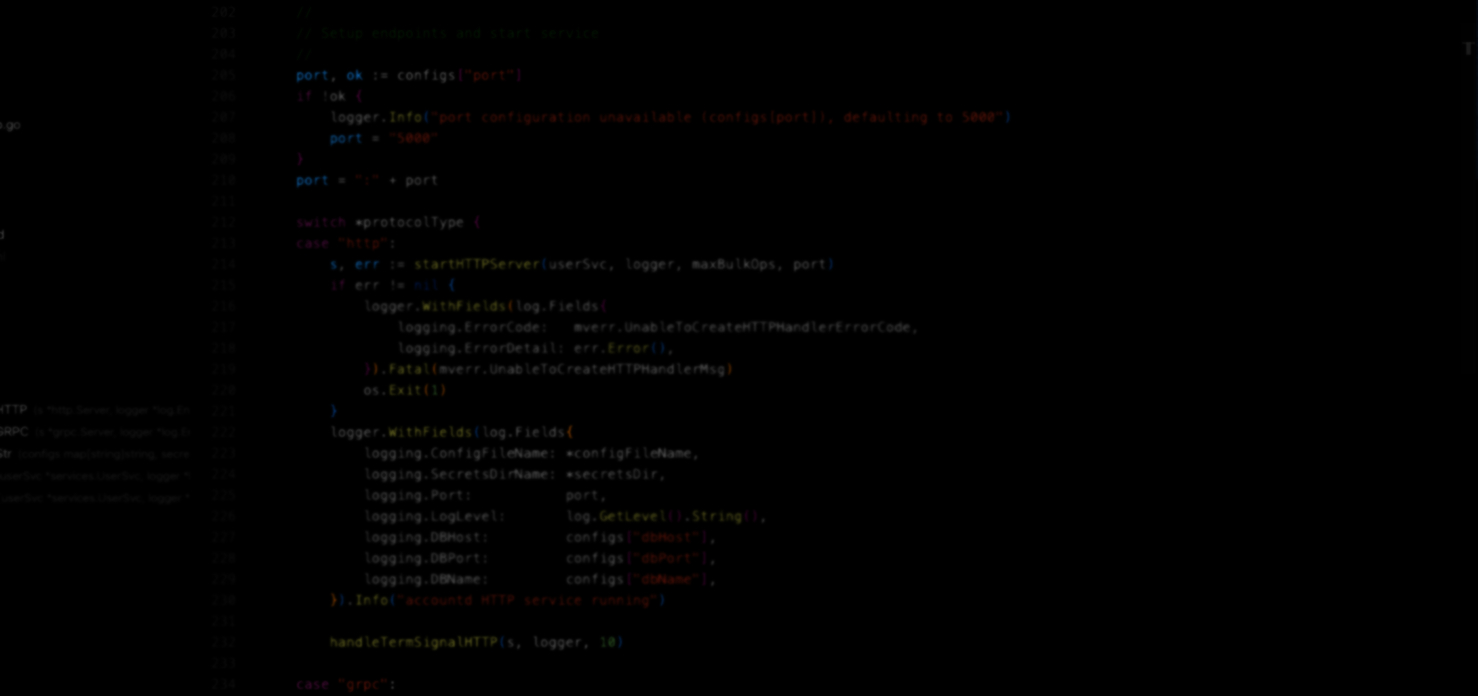 202 //
203 // Setup endpoints and start service
204 //
205 port, ok := configs["port"]
206 if !ok {
.go
207 logger.Info("port configuration unavailable (configs[port]), defaulting to 5000")
208 port = "5000"
209 }
210 port = ":" + port
211
212 switch *protocolType {
d
213 case "http":
214 s, err := startHTTPServer(userSvc, logger, maxBulkOps, port)
215 if err != nil {
216 logger.WithFields(log.Fields{
217 logging.ErrorCode: mverr.UnableToCreateHTTPHandlerErrorCode,
218 logging.ErrorDetail: err.Error(),
219 }).Fatal(mverr.UnableToCreateHTTPHandlerMsg)
220 os.Exit(1)
HTTP (s *http.Server, logger *log.En
221 }
GRPC (s *grpc.Server, logger *log.E
222 logger.WithFields(log.Fields{
Str (configs map[string]string, secre
223 logging.ConfigFileName: *configFileName,
userSvc *services.UserSvc, logger *
224 logging.SecretsDirName: *secretsDir,
userSvc *services.UserSvc, logger *
225 logging.Port: port,
226 logging.LogLevel: log.GetLevel().String(),
227 logging.DBHost: configs["dbHost"],
228 logging.DBPort: configs["dbPort"],
229 logging.DBName: configs["dbName"],
230 }).Info("accountd HTTP service running")
231
232 handleTermSignalHTTP(s, logger, 10)
233
234 case "grpc":